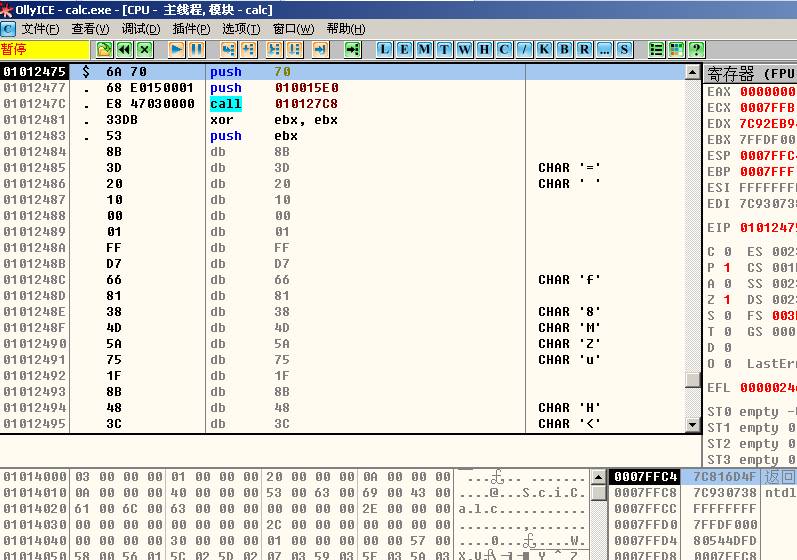 OllyICE - calc.exe - [CPU - 主线程, 模块 - calc]
C 文件(F) 查看(V) 调试(D) 插件(P) 选项(T) 窗口(W) 帮助(H)
暂停 L E M T W H C / K B R ... S ?
01012475 $ 6A 70 push 70
01012477 . 68 E0150001 push 010015E0
0101247C . E8 47030000 call 010127C8
01012481 . 33DB xor ebx, ebx
01012483 . 53 push ebx
01012484 8B db 8B
01012485 3D db 3D CHAR '='
01012486 20 db 20 CHAR ' '
01012487 10 db 10
01012488 00 db 00
01012489 01 db 01
0101248A FF db FF
0101248B D7 db D7
0101248C 66 db 66 CHAR 'f'
0101248D 81 db 81
0101248E 38 db 38 CHAR '8'
0101248F 4D db 4D CHAR 'M'
01012490 5A db 5A CHAR 'Z'
01012491 75 db 75 CHAR 'u'
01012492 1F db 1F
01012493 8B db 8B
01012494 48 db 48 CHAR 'H'
01012495 3C db 3C CHAR '<'
寄存器 (FPU
EAX 0000000
ECX 0007FFB
EDX 7C92EB9
EBX 7FFDF00
ESP 0007FFC
EBP 0007FFF
ESI FFFFFFF
EDI 7C93073
EIP 0101247
C 0 ES 002
P 1 CS 001
A 0 SS 002
Z 1 DS 002
S 0 FS 003
T 0 GS 000
D 0
O 0 LastEr
EFL 0000024
ST0 empty -
ST1 empty 0
ST2 empty 0
ST3 empty 0
01014000 03 00 00 00 01 00 00 00 20 00 00 00 0A 00 00 00
01014010 0A 00 00 00 40 00 00 00 53 00 63 00 69 00 43 00 ....@...S.c.i.C.
01014020 61 00 6C 00 63 00 00 00 00 00 00 00 2E 00 00 00 a.l.c...........
01014030 00 00 00 00 00 00 00 00 2C 00 00 00 00 00 00 00 ........,.......
01014040 00 00 00 00 30 00 00 00 01 00 00 00 00 00 57 00
01014050 58 00 56 01 5C 02 5D 02 07 03 59 03 5E 03 5A 03
0007FFC4 7C816D4F 返回
0007FFC8 7C930738 ntdl
0007FFCC FFFFFFFF
0007FFD0 7FFDF000
0007FFD4 80544DFD
0007FFD8 0007FFC8